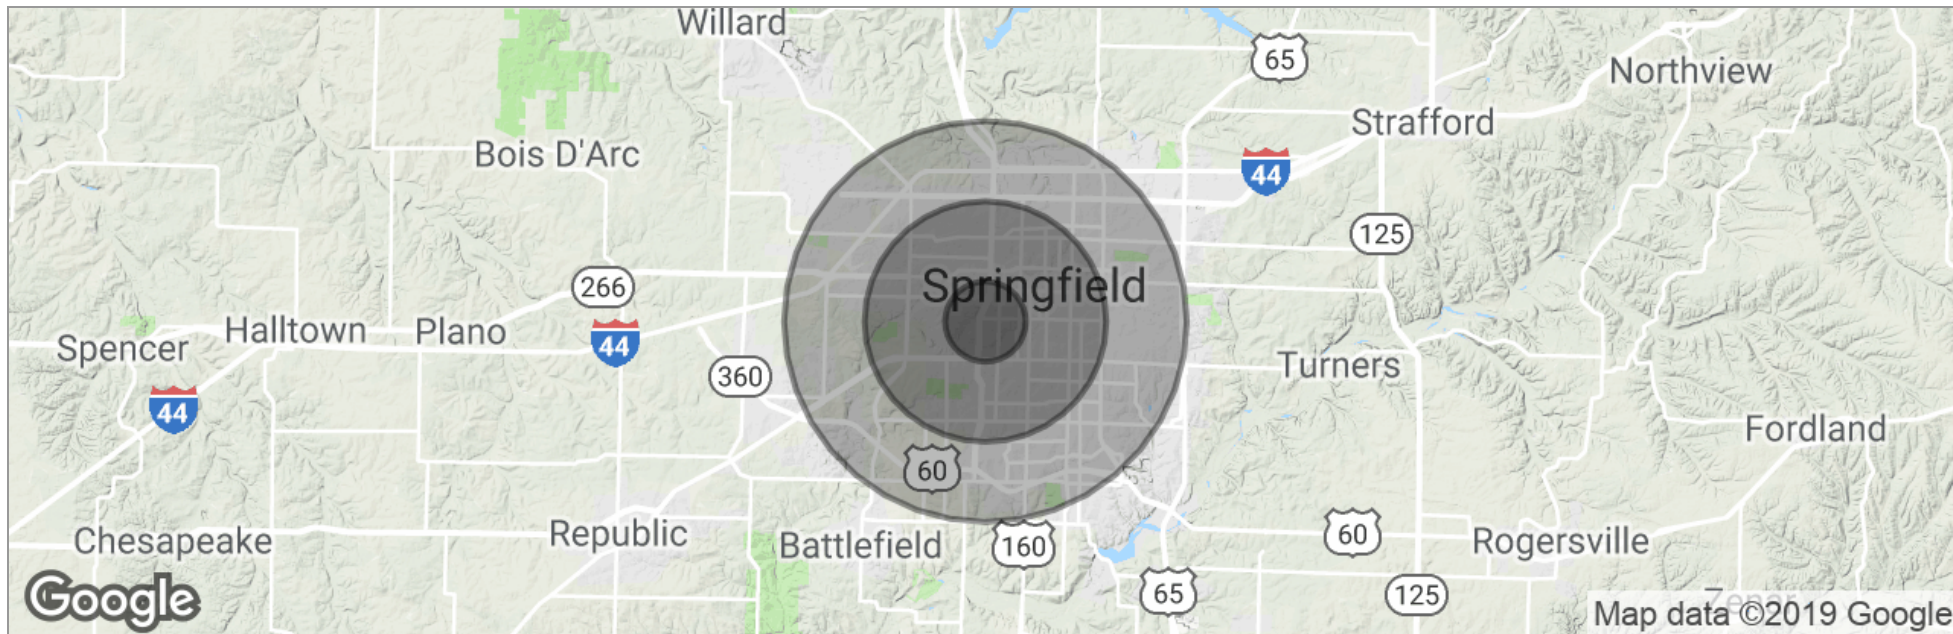 Willard
65
Northview
Strafford
Bois D'Arc
44
125
Springfield
266
Halltown
Plano
Spencer
44
Turners
360
44
Fordland
60
Chesapeake
Republic
Battlefield
160
60
Rogersville
65
125
Google
Map data ©2019 Google